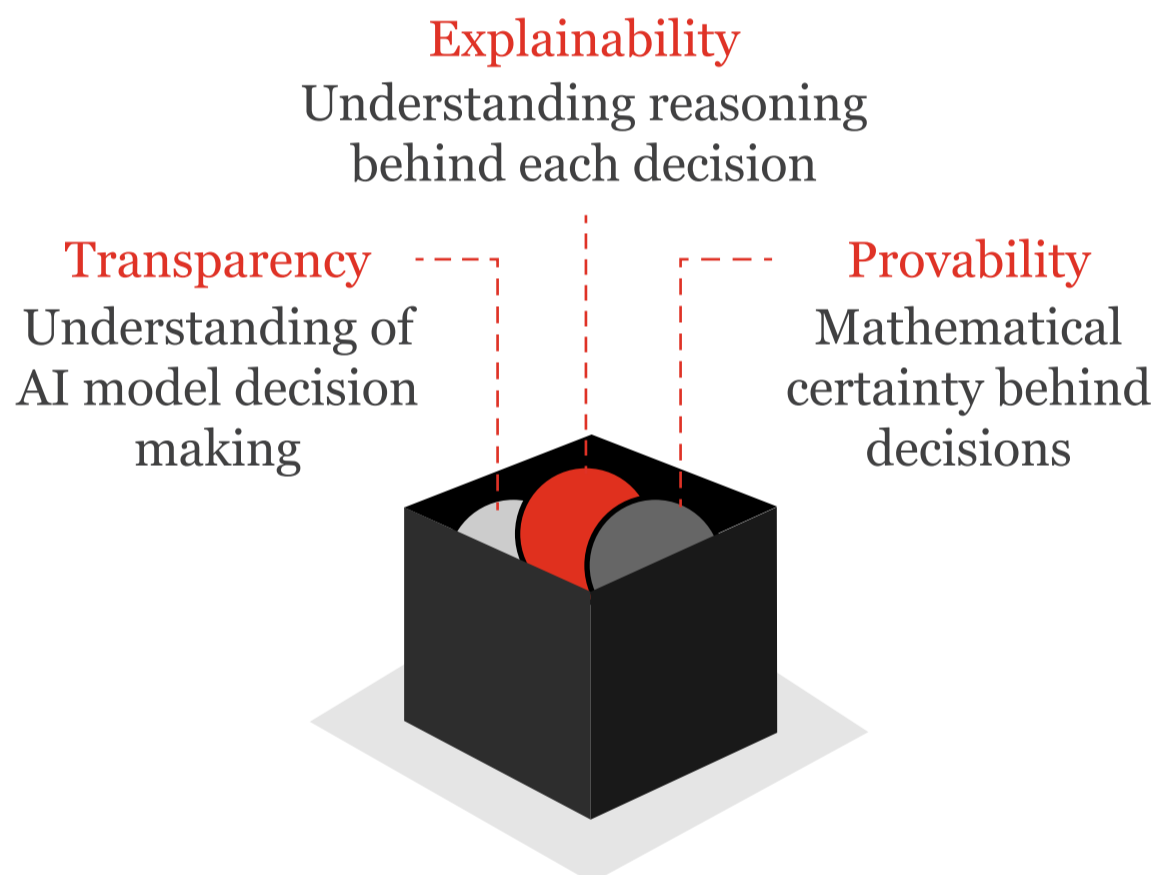 Explainability
Understanding reasoning
behind each decision
Transparency
Understanding of
AI model decision
making
Provability
Mathematical
certainty behind
decisions